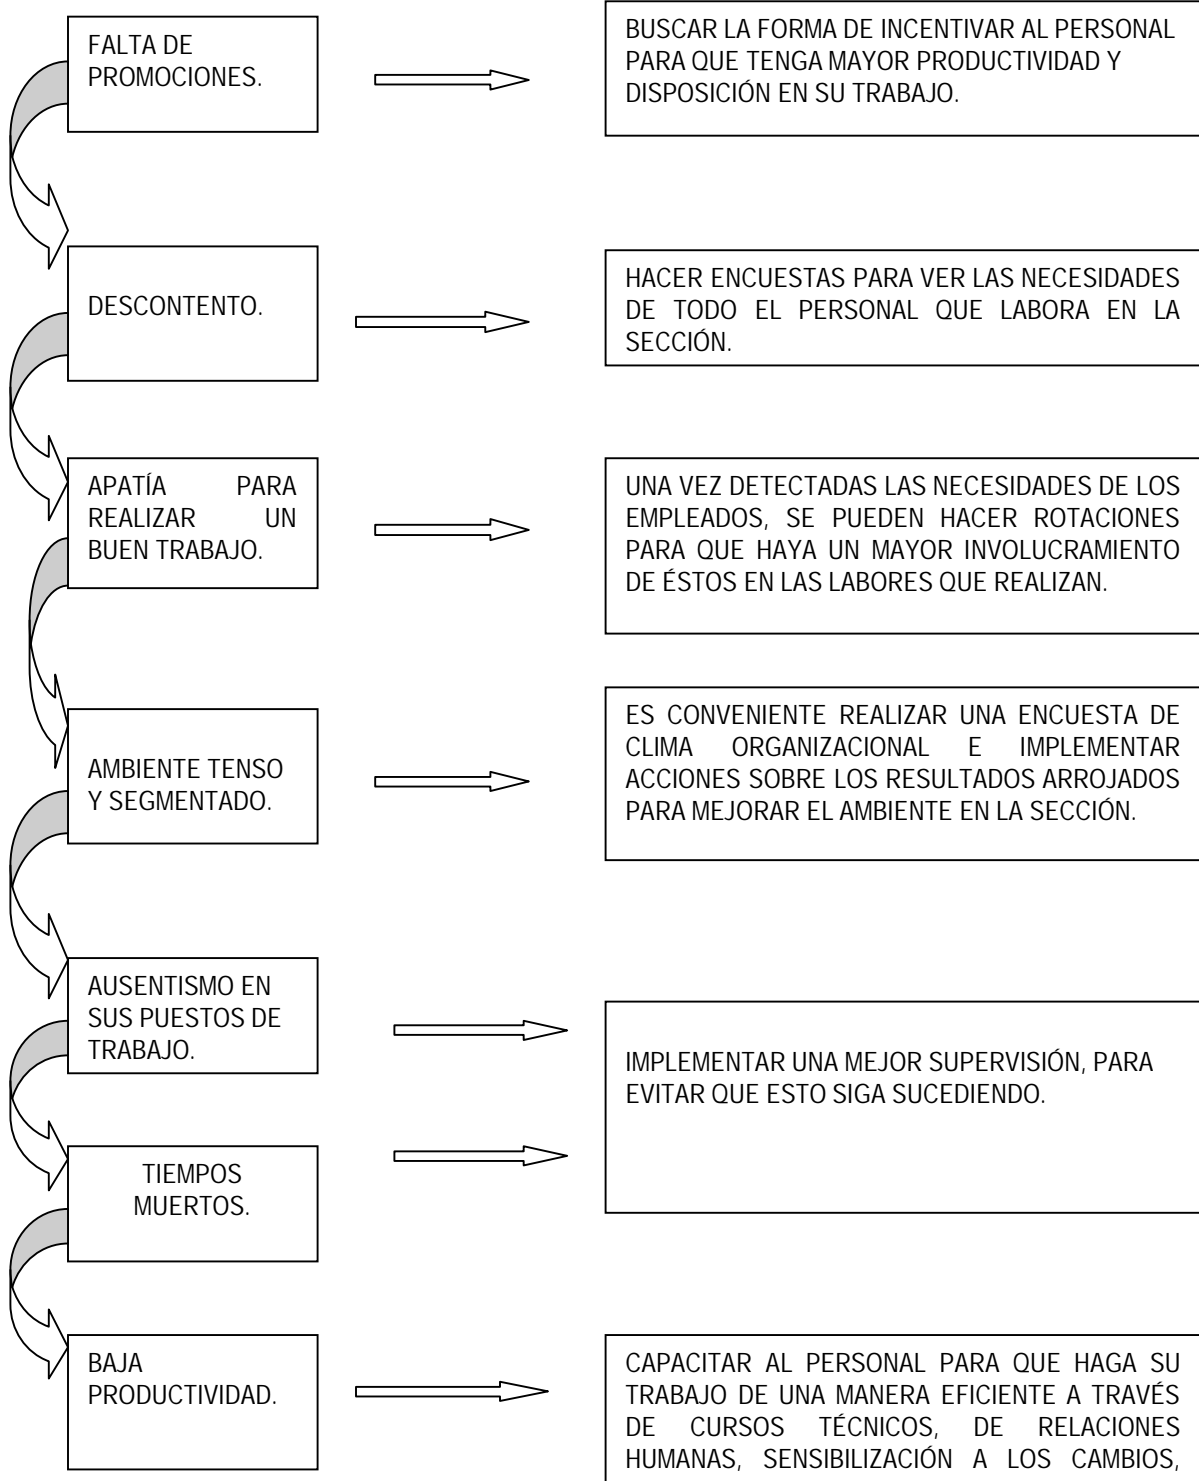 FALTA DE
PROMOCIONES.
BUSCAR LA FORMA DE INCENTIVAR AL PERSONAL
PARA QUE TENGA MAYOR PRODUCTIVIDAD Y
DISPOSICIÓN EN SU TRABAJO.
DESCONTENTO.
HACER ENCUESTAS PARA VER LAS NECESIDADES
DE TODO EL PERSONAL QUE LABORA EN LA
SECCIÓN.
APATÍA PARA
REALIZAR UN
BUEN TRABAJO.
UNA VEZ DETECTADAS LAS NECESIDADES DE LOS
EMPLEADOS, SE PUEDEN HACER ROTACIONES
PARA QUE HAYA UN MAYOR INVOLUCRAMIENTO
DE ÉSTOS EN LAS LABORES QUE REALIZAN.
AMBIENTE TENSO
Y SEGMENTADO.
ES CONVENIENTE REALIZAR UNA ENCUESTA DE
CLIMA ORGANIZACIONAL E IMPLEMENTAR
ACCIONES SOBRE LOS RESULTADOS ARROJADOS
PARA MEJORAR EL AMBIENTE EN LA SECCIÓN.
AUSENTISMO EN
SUS PUESTOS DE
TRABAJO.
IMPLEMENTAR UNA MEJOR SUPERVISIÓN, PARA
EVITAR QUE ESTO SIGA SUCEDIENDO.
TIEMPOS
MUERTOS.
BAJA
PRODUCTIVIDAD.
CAPACITAR AL PERSONAL PARA QUE HAGA SU
TRABAJO DE UNA MANERA EFICIENTE A TRAVÉS
DE CURSOS TÉCNICOS, DE RELACIONES
HUMANAS, SENSIBILIZACIÓN A LOS CAMBIOS,